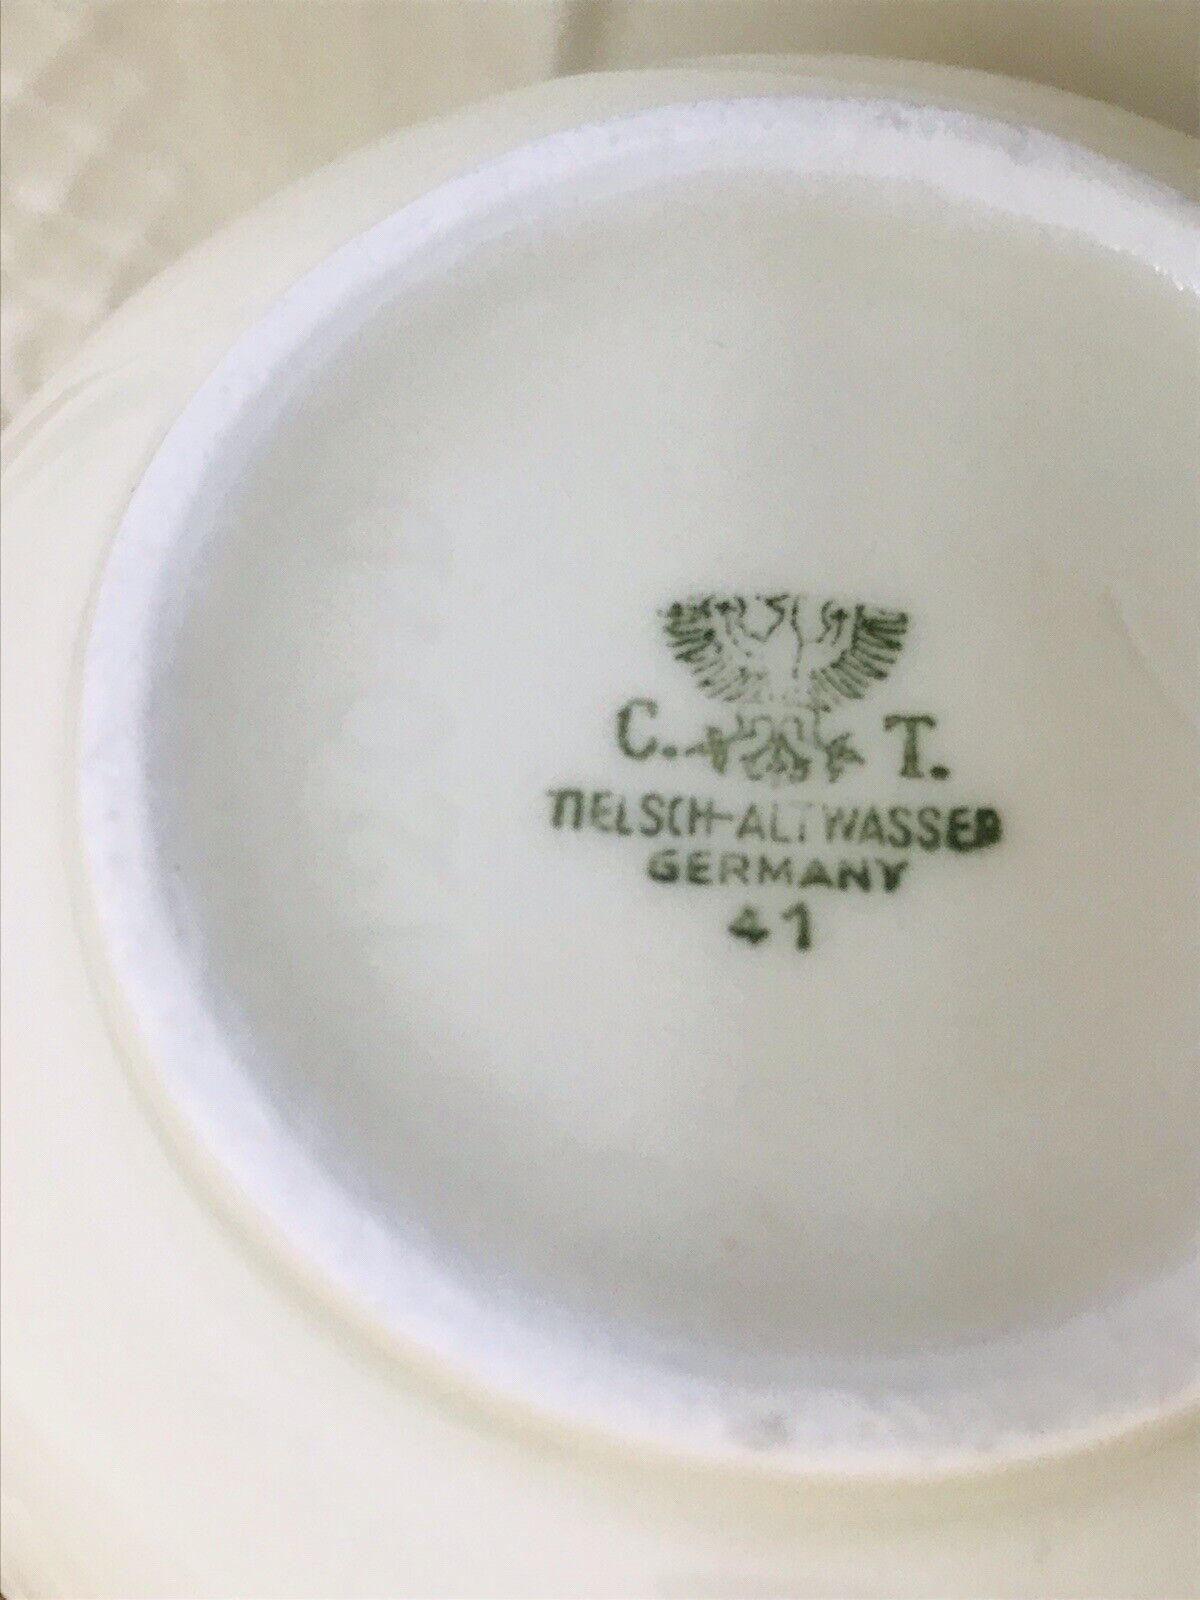 C. T.
TIELSCH-ALTWASSER
GERMANY
41